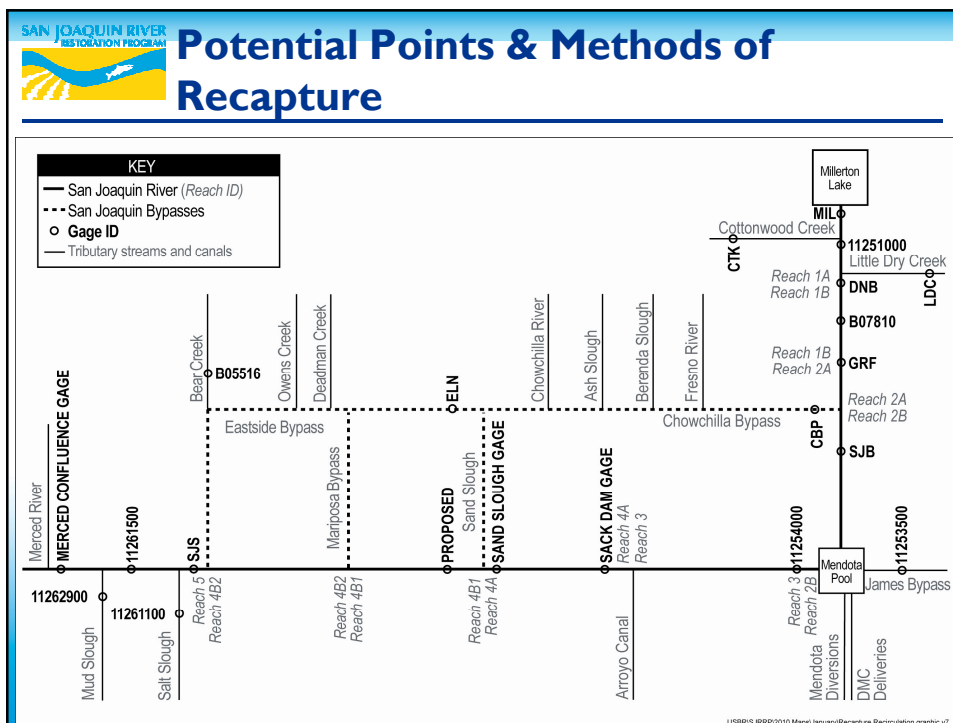 SAN JOAQUIN RIVER
RESTORATION PROGRAM
Potential Points & Methods of
Recapture
KEY
San Joaquin River (Reach ID)
San Joaquin Bypasses
Gage ID
Tributary streams and canals
Millerton
Lake
MIL
Cottonwood Creek
CTK
11251000
Little Dry Creek
LDC
Reach 1A
Reach 1B
DNB
B07810
Reach 1B
Reach 2A
GRF
Reach 2A
Reach 2B
CBP
SJB
Chowchilla Bypass
Bear Creek
B05516
Owens Creek
Deadman Creek
ELN
Chowchilla River
Ash Slough
Berenda Slough
Fresno River
Eastside Bypass
Mariposa Bypass
Sand Slough
Merced River
MERCED CONFLUENCE GAGE
11261500
SJS
PROPOSED
SAND SLOUGH GAGE
SACK DAM GAGE
Reach 4A
Reach 3
11254000
Mendota
Pool
11253500
James Bypass
11262900
Mud Slough
11261100
Salt Slough
Reach 5
Reach 4B2
Reach 4B2
Reach 4B1
Reach 4B1
Reach 4A
Arroyo Canal
Reach 3
Reach 2B
Mendota
Diversions
DMC
Deliveries